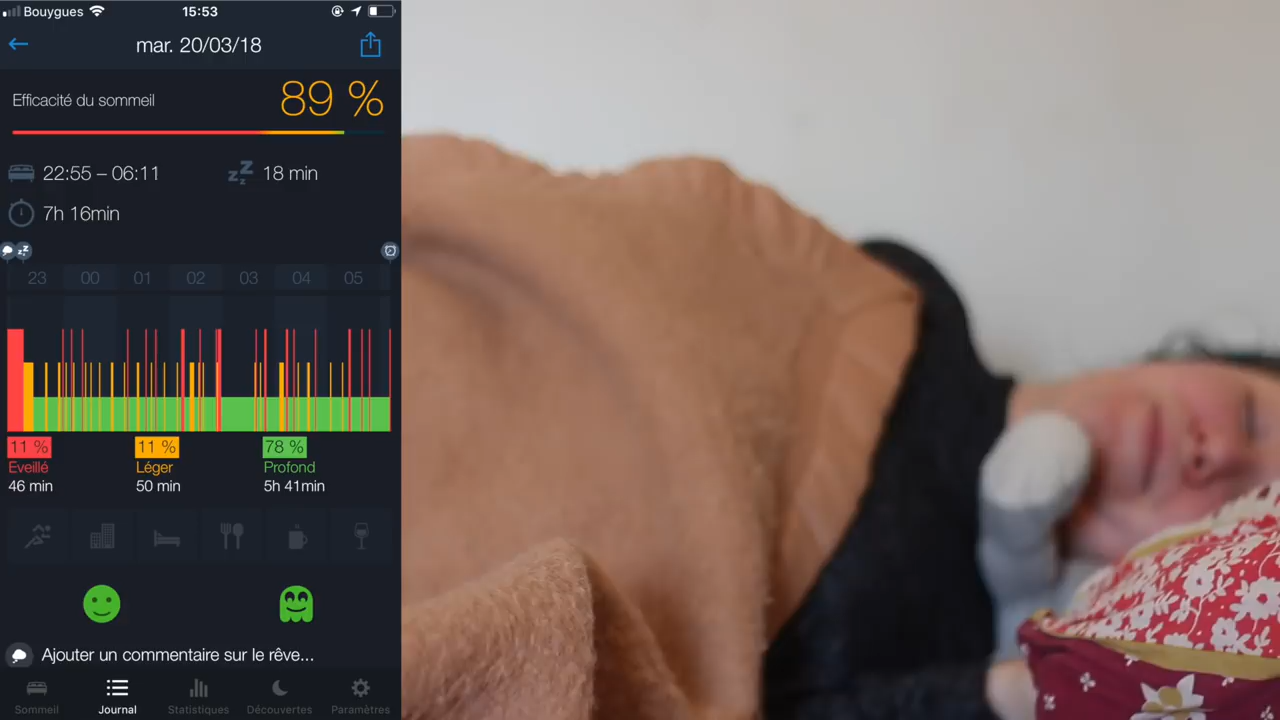 Bouygues 15:53
mar. 20/03/18
Efficacité du sommeil 89 %
22:55 – 06:11 18 min
7h 16min
23 00 01 02 03 04 05
11 % 11 % 78 %
Eveillé Léger Profond
46 min 50 min 5h 41min
Ajouter un commentaire sur le rêve...
Sommeil Journal Statistiques Découvertes Paramètres